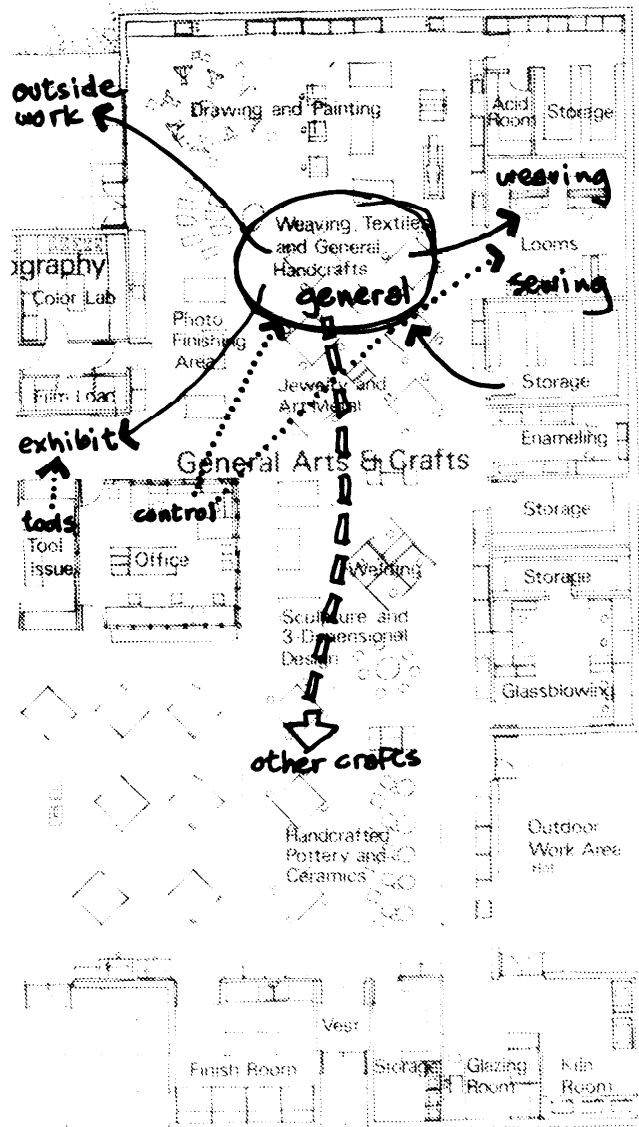 outside
work
Drawing and Painting
Acid
Room
Storage
weaving
Weaving, Textiles
and General
Handcrafts
Looms
ography
sewing
Color Lab
general
Photo
Finishing
Area
Film Load
Jewelry and
Art Metal
Storage
exhibit
Enameling
General Arts & Crafts
tools
control
Storage
Tool
issue
Office
Welding
Storage
Sculpture and
3-Dimensional
Design
Glassblowing
other crafts
Handcrafted
Pottery and
Ceramics
Outdoor
Work Area
Vest
Finish Room
Storage
Glazing
Room
Kiln
Room